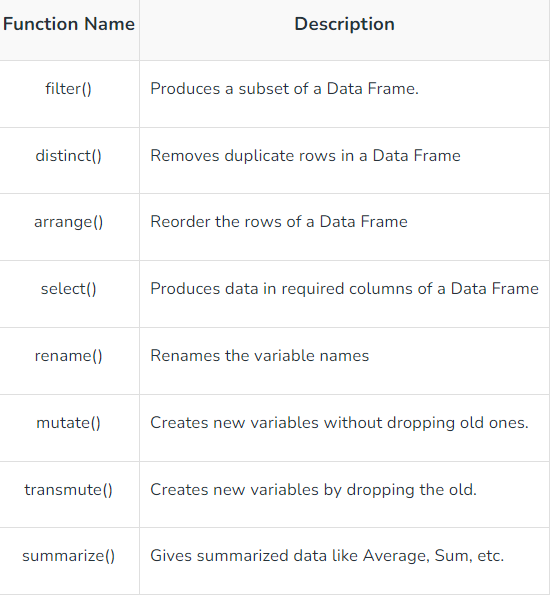 Function Name Description
filter() Produces a subset of a Data Frame.
distinct() Removes duplicate rows in a Data Frame
arrange() Reorder the rows of a Data Frame
select() Produces data in required columns of a Data Frame
rename() Renames the variable names
mutate() Creates new variables without dropping old ones.
transmute() Creates new variables by dropping the old.
summarize() Gives summarized data like Average, Sum, etc.